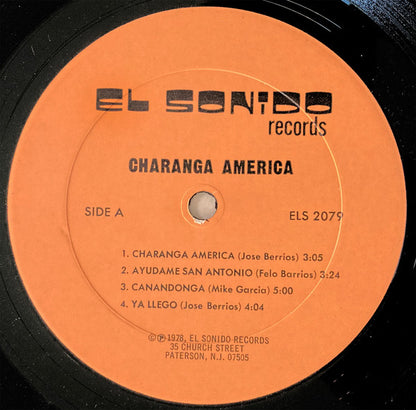 EL SONIDO
records
CHARANGA AMERICA
SIDE A ELS 2079
1. CHARANGA AMERICA (Jose Berrios) 3:05
2. AYUDAME SAN ANTONIO (Felo Barrios) 3:24
3. CANANDONGA (Mike Garcia) 5:00
4. YA LLEGO (Jose Berrios) 4:04
©℗1978, EL SONIDO RECORDS
35 CHURCH STREET
PATERSON, N.J. 07505